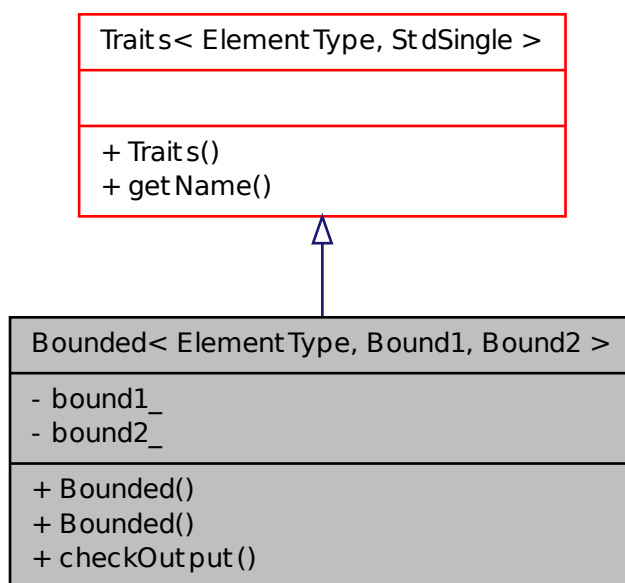 Traits< ElementType, StdSingle >
+ Traits()
+ getName()
Bounded< ElementType, Bound1, Bound2 >
- bound1_
- bound2_
+ Bounded()
+ Bounded()
+ checkOutput()